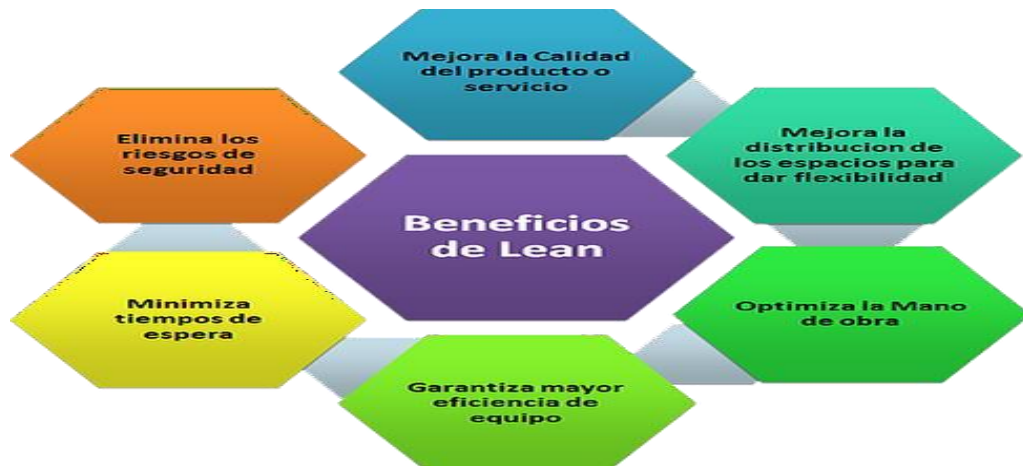 Mejora la Calidad
del producto o
servicio
Elimina los
riesgos de
seguridad
Mejora la
distribucion de
los espacios para
dar flexibilidad
Beneficios
de Lean
Minimiza
tiempos de
espera
Optimiza la Mano
de obra
Garantiza mayor
eficiencia de
equipo